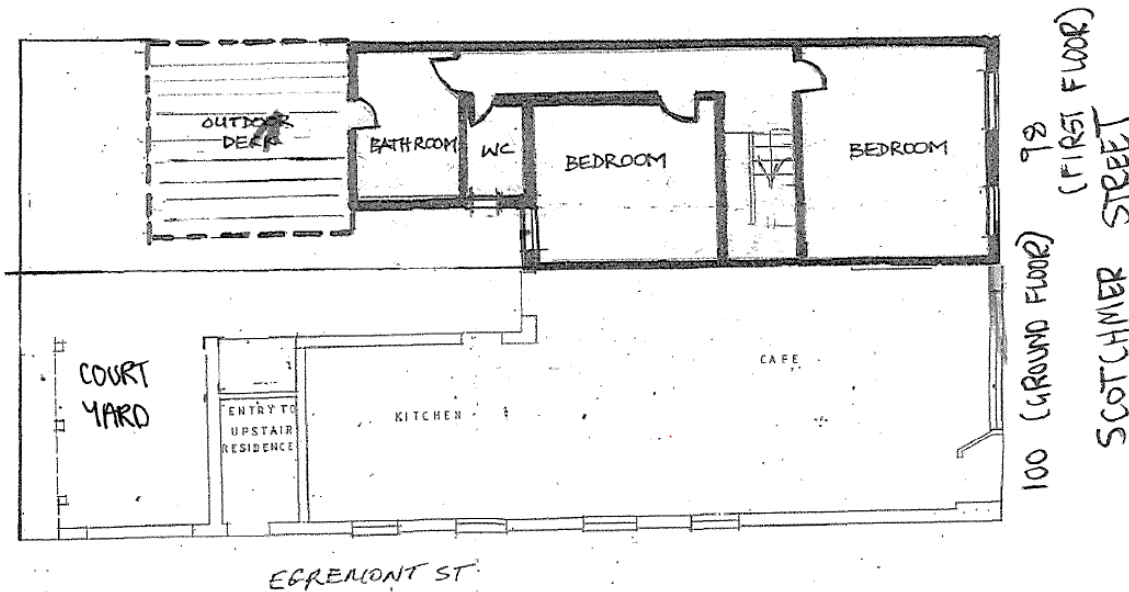 OUTDOOR
DECK
BATHROOM
WC
BEDROOM
BEDROOM
98
(FIRST FLOOR)
SCOTCHMER STREET
100 (GROUND FLOOR)
COURT
YARD
ENTRY TO
UPSTAIR
RESIDENCE
KITCHEN
CAFE
EGREMONT ST.